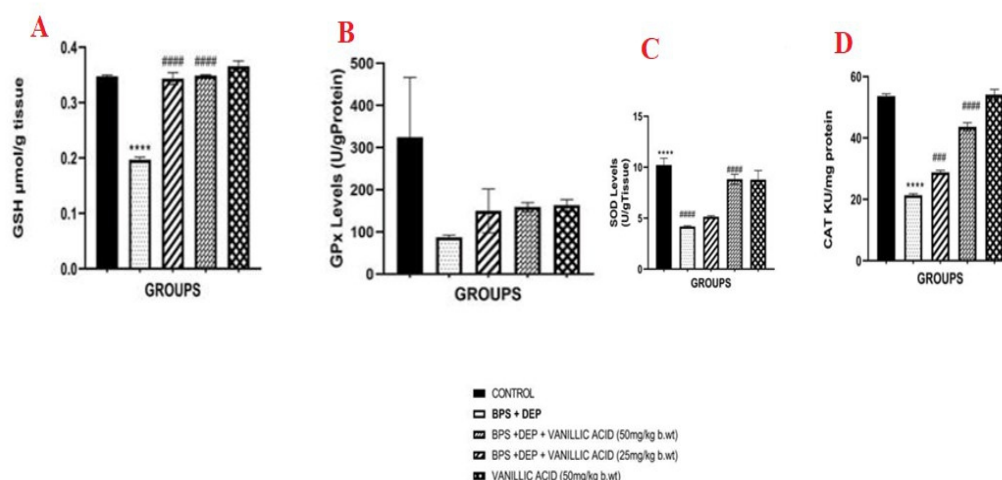 A
GSH µmol/g tissue
0.4
0.3
0.2
0.1
0.0
****
####
####
GROUPS
B
GPx Levels (U/gProtein)
500
400
300
200
100
0
GROUPS
C
SOD Levels
(U/gTissue)
15
10
5
0
****
####
####
GROUPS
D
CAT KU/mg protein
60
40
20
0
****
###
####
GROUPS
CONTROL
BPS + DEP
BPS +DEP + VANILLIC ACID (50mg/kg b.wt)
BPS +DEP + VANILLIC ACID (25mg/kg b.wt)
VANILLIC ACID (50mg/kg b.wt)